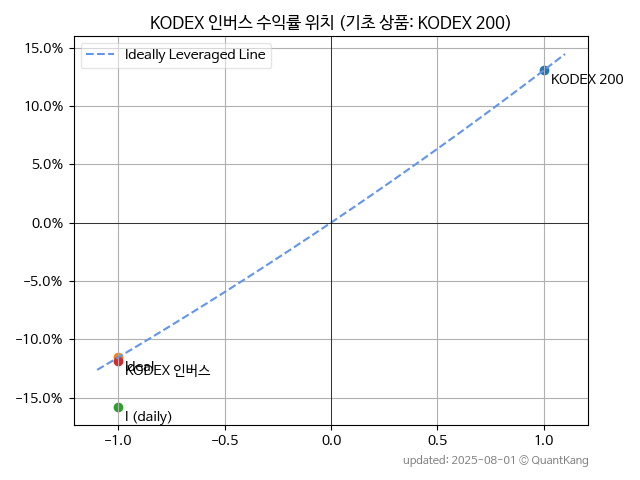 KODEX 인버스 수익률 위치 (기초 상품: KODEX 200)
Ideally Leveraged Line
15.0%
10.0%
5.0%
0.0%
−5.0%
−10.0%
−15.0%
KODEX 200
Ideal
KODEX 인버스
I (daily)
−1.0
−0.5
0.0
0.5
1.0
updated: 2025-08-01 © QuantKang